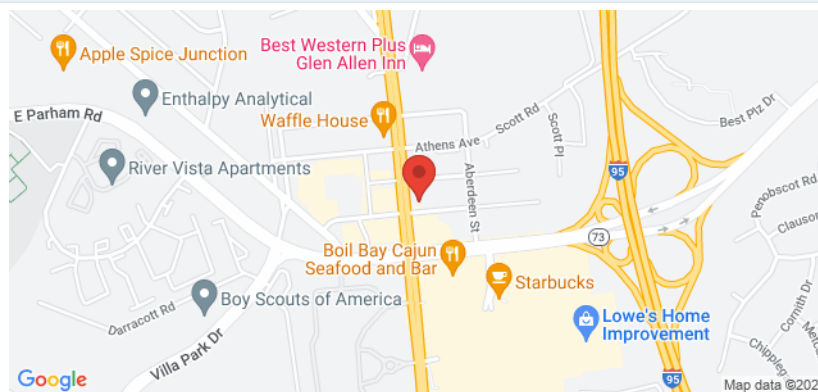 Best Western Plus
Glen Allen Inn
Apple Spice Junction
Enthalpy Analytical
E Parham Rd
Waffle House
Athens Ave
Scott Rd
Scott Pl
Best Plz Dr
River Vista Apartments
Aberdeen St
95
Penobscot Rd
73
Boil Bay Cajun
Seafood and Bar
Starbucks
Boy Scouts of America
Darracott Rd
Villa Park Dr
Lowe's Home
Improvement
Cornith Dr
95
Google
Map data ©202